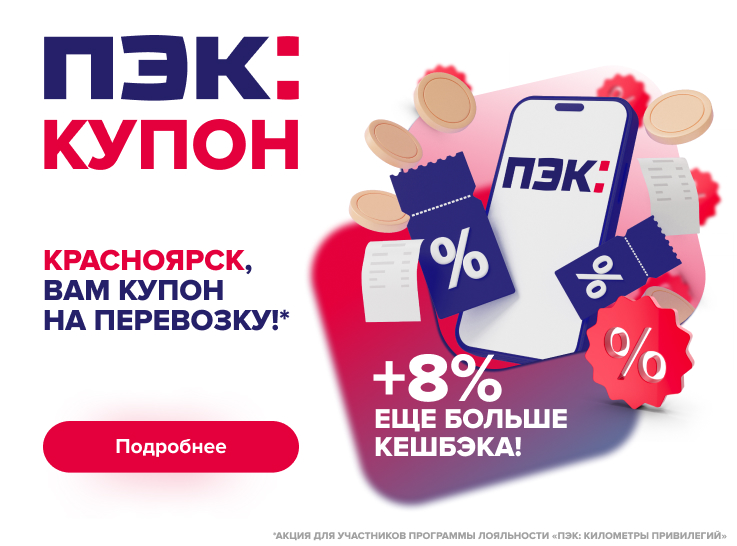 ПЭК:
КУПОН
КРАСНОЯРСК,
ВАМ КУПОН
НА ПЕРЕВОЗКУ!*
Подробнее
ПЭК:
%
%
%
+8%
ЕЩЕ БОЛЬШЕ
КЕШБЭКА!
*АКЦИЯ ДЛЯ УЧАСТНИКОВ ПРОГРАММЫ ЛОЯЛЬНОСТИ «ПЭК: КИЛОМЕТРЫ ПРИВИЛЕГИЙ»